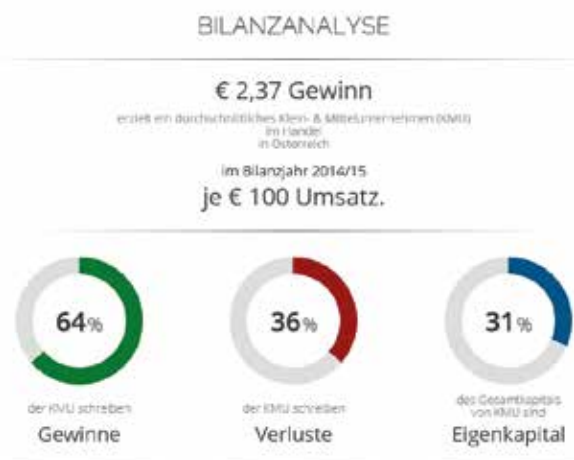 BILANZANALYSE
€ 2,37 Gewinn
erzielt ein durchschnittliches Klein- & Mittelunternehmen (KMU)
im Handel
in Österreich
im Bilanzjahr 2014/15
je € 100 Umsatz.
64%
36%
31%
der KMU schreiben
Gewinne
der KMU schreiben
Verluste
des Gesamtkapitals
von KMU sind
Eigenkapital